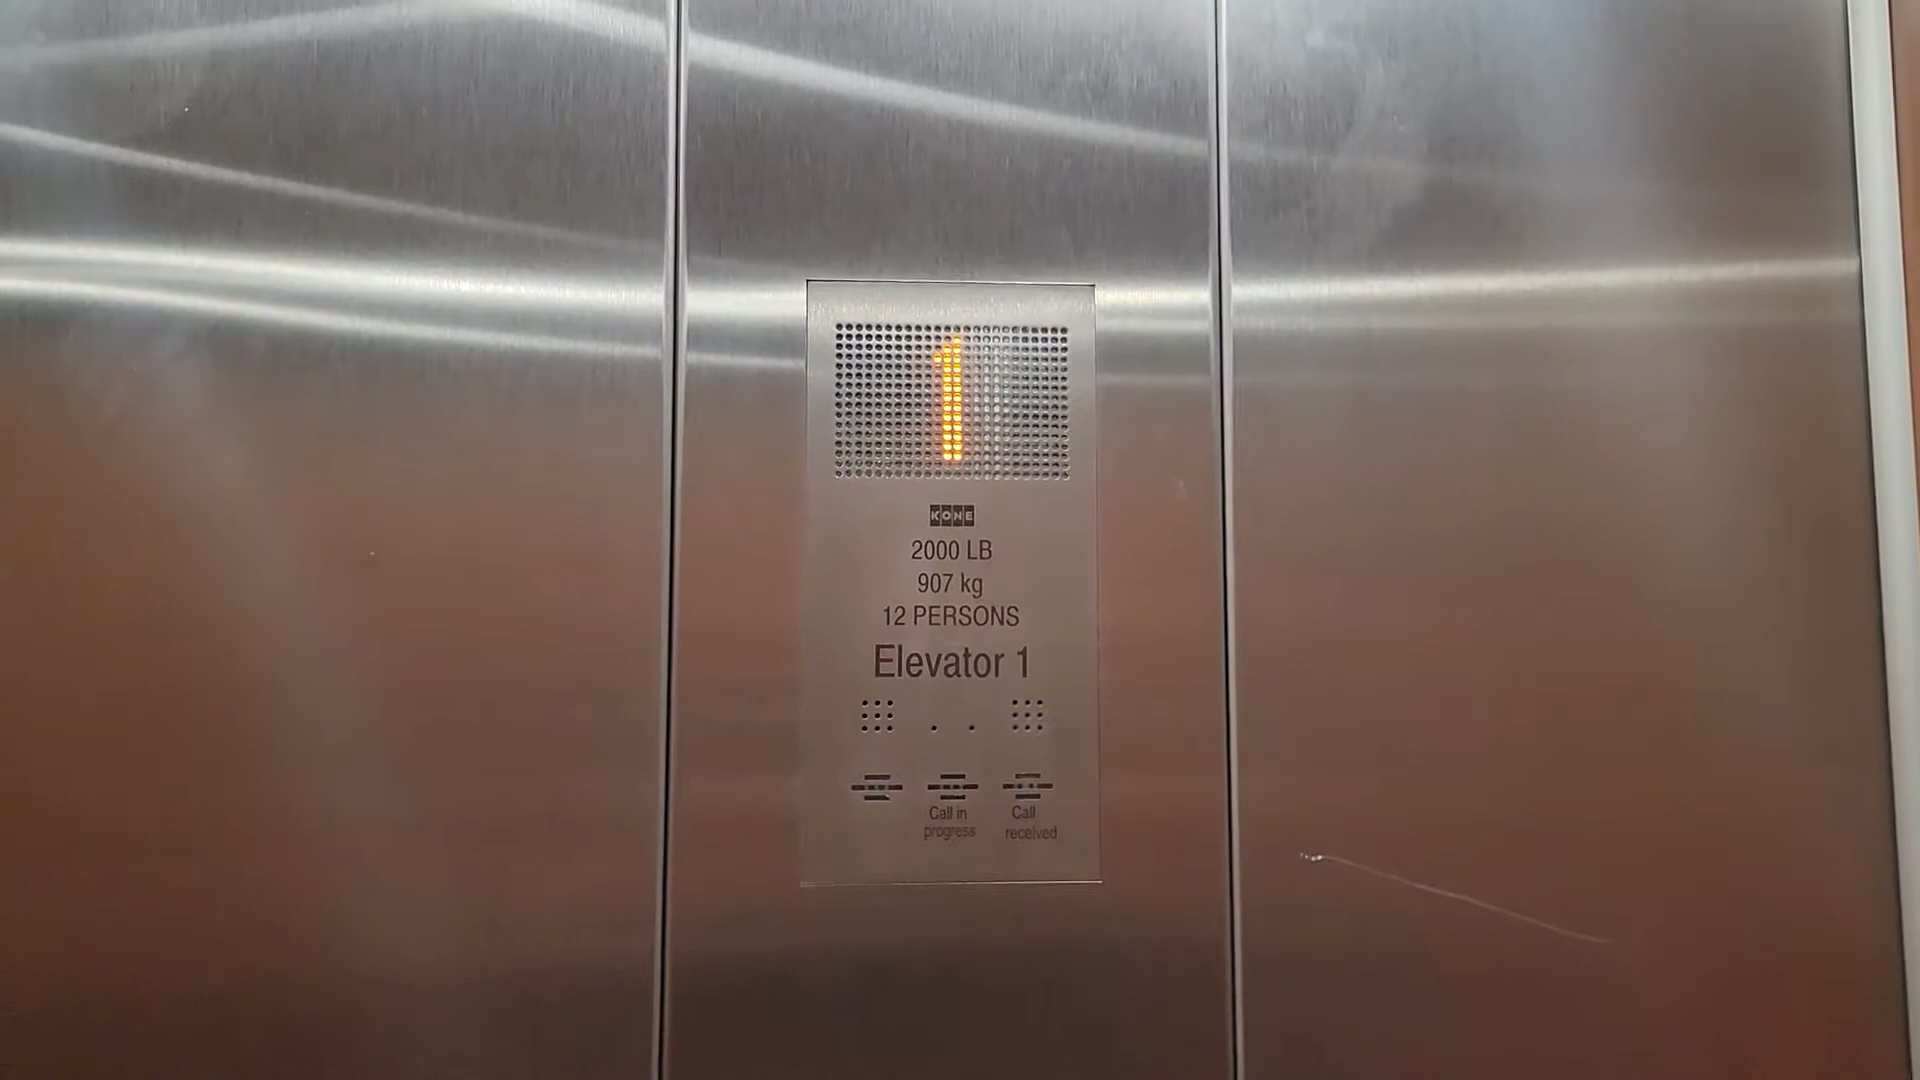 1
KONE
2000 LB
907 kg
12 PERSONS
Elevator 1
Call in
progress
Call
received